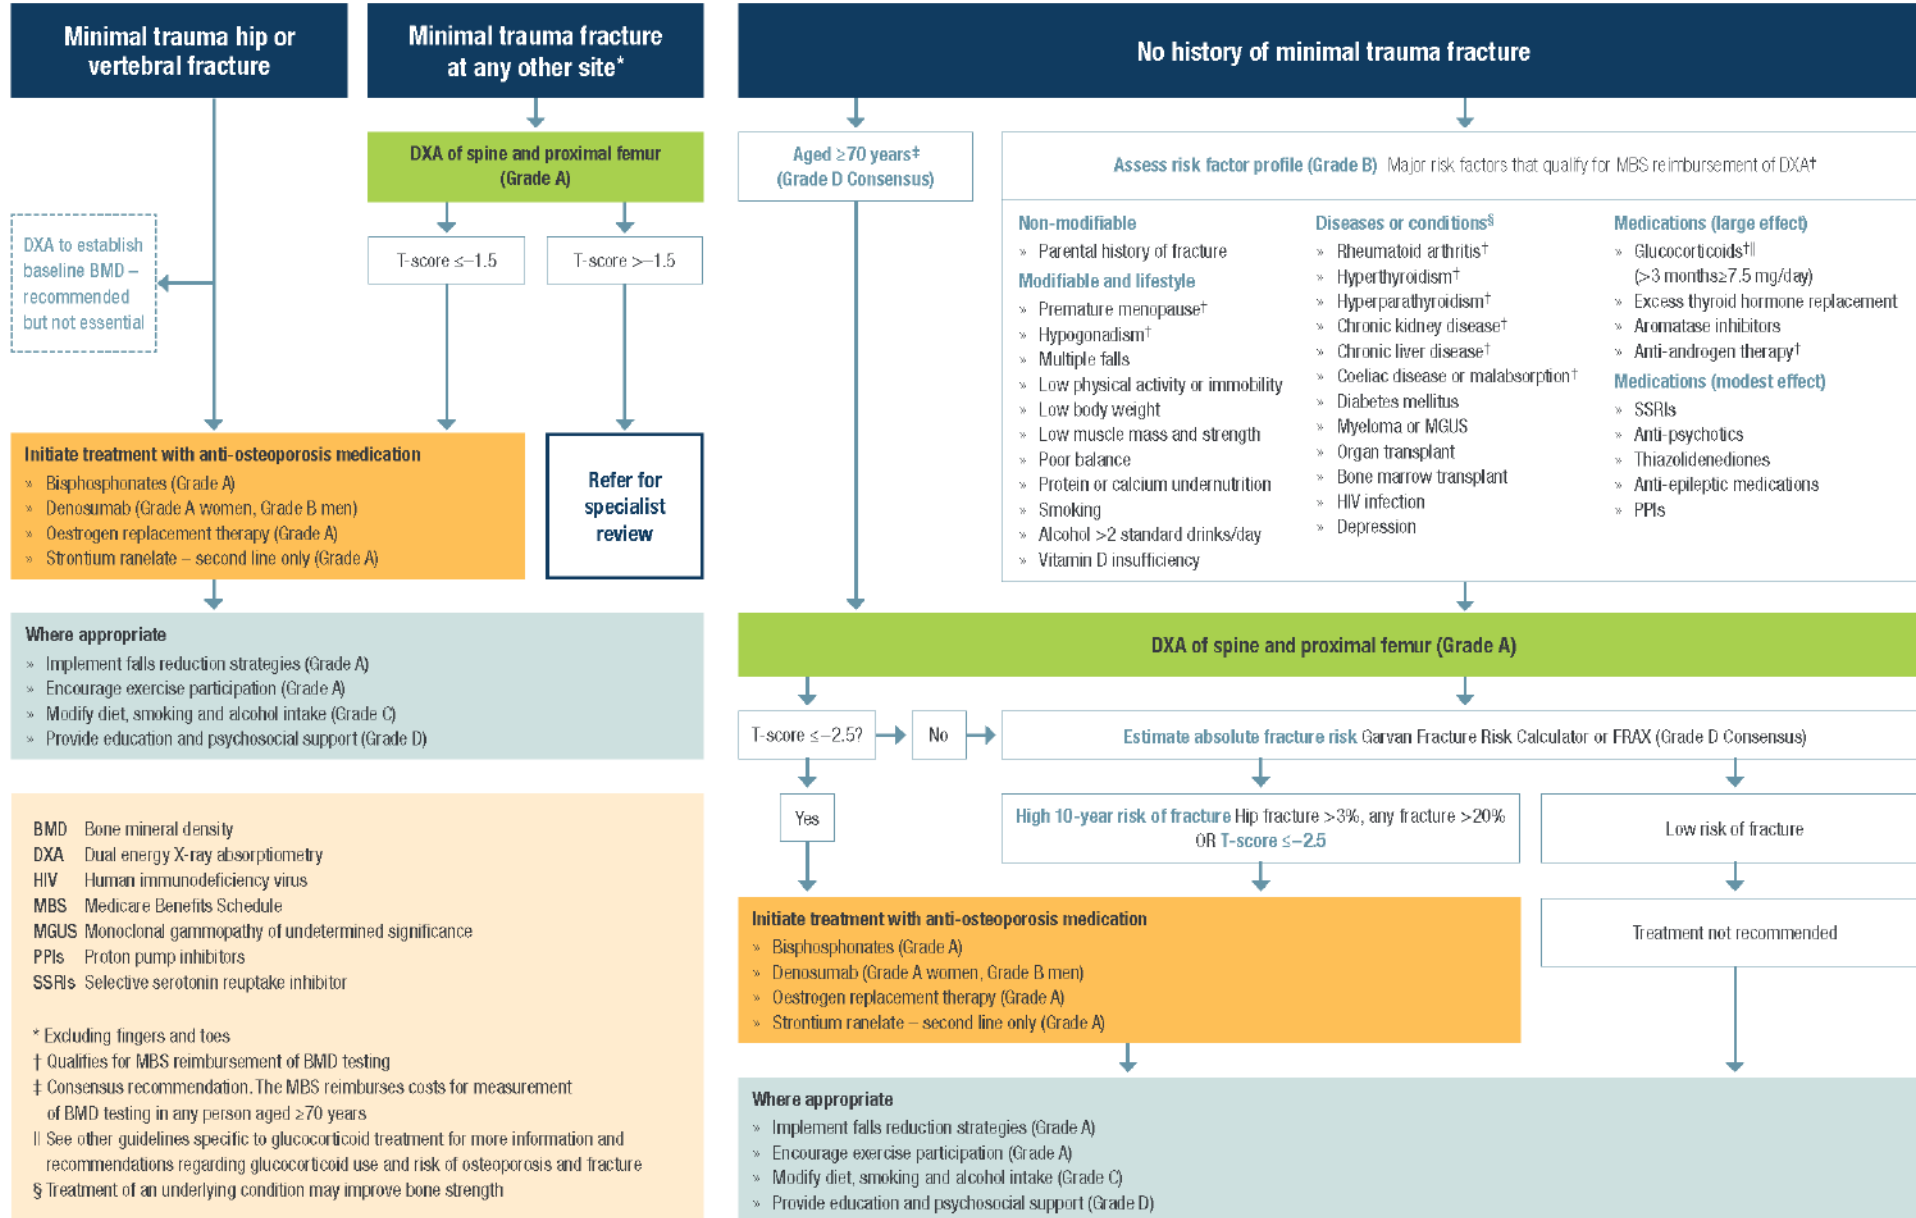 Minimal trauma hip or
vertebral fracture
Minimal trauma fracture
at any other site*
No history of minimal trauma fracture
DXA to establish
baseline BMD –
recommended
but not essential
DXA of spine and proximal femur
(Grade A)
T-score ≤–1.5
T-score >–1.5
Initiate treatment with anti-osteoporosis medication
» Bisphosphonates (Grade A)
» Denosumab (Grade A women, Grade B men)
» Oestrogen replacement therapy (Grade A)
» Strontium ranelate – second line only (Grade A)
Refer for
specialist
review
Where appropriate
» Implement falls reduction strategies (Grade A)
» Encourage exercise participation (Grade A)
» Modify diet, smoking and alcohol intake (Grade C)
» Provide education and psychosocial support (Grade D)
Aged ≥70 years‡
(Grade D Consensus)
Assess risk factor profile (Grade B) Major risk factors that qualify for MBS reimbursement of DXA†
Non-modifiable
» Parental history of fracture
Modifiable and lifestyle
» Premature menopause†
» Hypogonadism†
» Multiple falls
» Low physical activity or immobility
» Low body weight
» Low muscle mass and strength
» Poor balance
» Protein or calcium undernutrition
» Smoking
» Alcohol >2 standard drinks/day
» Vitamin D insufficiency
Diseases or conditions§
» Rheumatoid arthritis†
» Hyperthyroidism†
» Hyperparathyroidism†
» Chronic kidney disease†
» Chronic liver disease†
» Coeliac disease or malabsorption†
» Diabetes mellitus
» Myeloma or MGUS
» Organ transplant
» Bone marrow transplant
» HIV infection
» Depression
Medications (large effect)
» Glucocorticoids†||
(>3 months≥7.5 mg/day)
» Excess thyroid hormone replacement
» Aromatase inhibitors
» Anti-androgen therapy†
Medications (modest effect)
» SSRIs
» Anti-psychotics
» Thiazolidenediones
» Anti-epileptic medications
» PPIs
DXA of spine and proximal femur (Grade A)
T-score ≤–2.5?
No
Estimate absolute fracture risk Garvan Fracture Risk Calculator or FRAX (Grade D Consensus)
Yes
High 10-year risk of fracture Hip fracture >3%, any fracture >20%
OR T-score ≤–2.5
Low risk of fracture
Initiate treatment with anti-osteoporosis medication
» Bisphosphonates (Grade A)
» Denosumab (Grade A women, Grade B men)
» Oestrogen replacement therapy (Grade A)
» Strontium ranelate – second line only (Grade A)
Treatment not recommended
Where appropriate
» Implement falls reduction strategies (Grade A)
» Encourage exercise participation (Grade A)
» Modify diet, smoking and alcohol intake (Grade C)
» Provide education and psychosocial support (Grade D)
BMD Bone mineral density
DXA Dual energy X-ray absorptiometry
HIV Human immunodeficiency virus
MBS Medicare Benefits Schedule
MGUS Monoclonal gammopathy of undetermined significance
PPIs Proton pump inhibitors
SSRIs Selective serotonin reuptake inhibitor
* Excluding fingers and toes
† Qualifies for MBS reimbursement of BMD testing
‡ Consensus recommendation. The MBS reimburses costs for measurement
of BMD testing in any person aged ≥70 years
|| See other guidelines specific to glucocorticoid treatment for more information and
recommendations regarding glucocorticoid use and risk of osteoporosis and fracture
§ Treatment of an underlying condition may improve bone strength